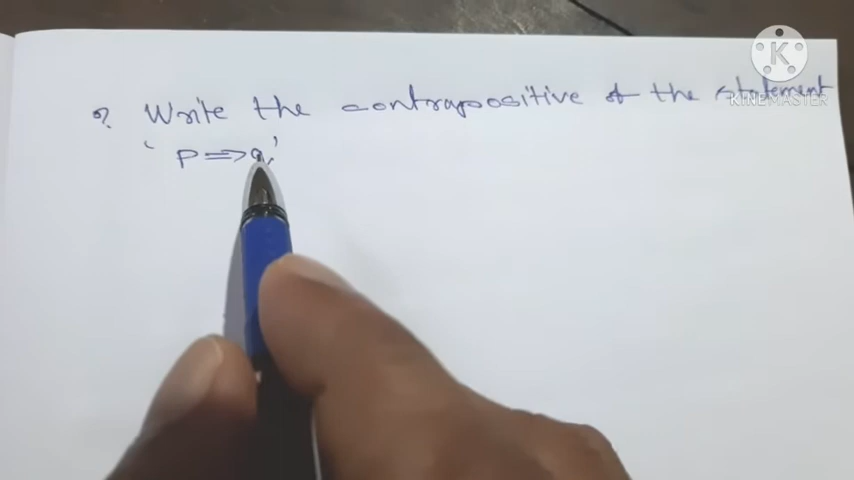 ? Write the contrapositive of the statement
' P => q '
KINEMASTER